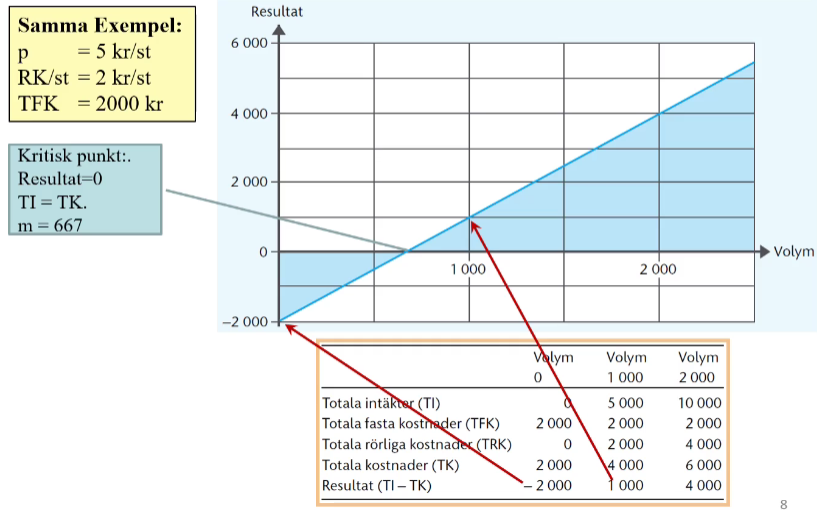 Samma Exempel:
p = 5 kr/st
RK/st = 2 kr/st
TFK = 2000 kr
Kritisk punkt:.
Resultat=0
TI = TK.
m = 667
Resultat
6 000
4 000
2 000
0
−2 000
1 000
2 000
Volym
Volym Volym Volym
0 1 000 2 000
Totala intäkter (TI) 0 5 000 10 000
Totala fasta kostnader (TFK) 2 000 2 000 2 000
Totala rörliga kostnader (TRK) 0 2 000 4 000
Totala kostnader (TK) 2 000 4 000 6 000
Resultat (TI – TK) – 2 000 1 000 4 000
8